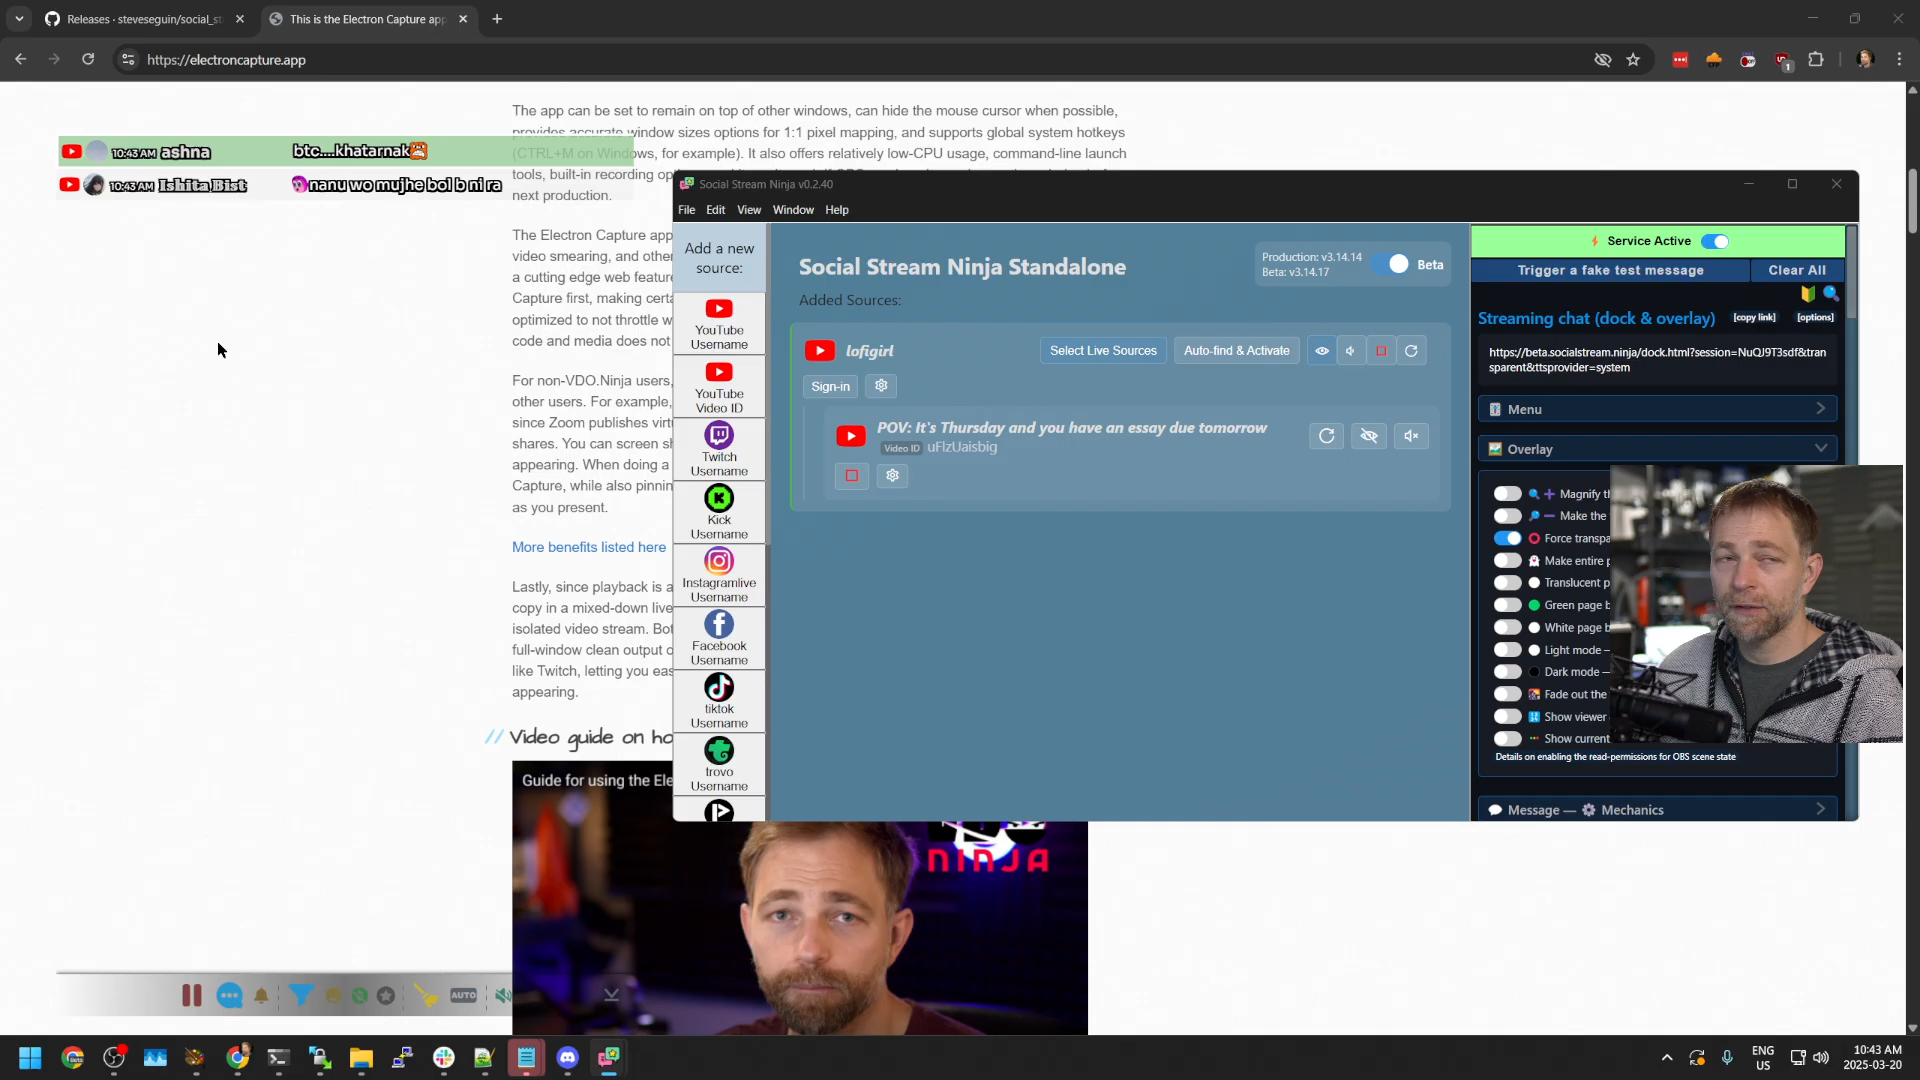 Releases · steveseguin/social_st
This is the Electron Capture app
https://electroncapture.app
The app can be set to remain on top of other windows, can hide the mouse cursor when possible,
provides accurate window sizes options for 1:1 pixel mapping, and supports global system hotkeys
(CTRL+M on Windows, for example). It also offers relatively low-CPU usage, command-line launch
tools, built-in recording op
next production.
10:43 AM ashna btc....khatarnak
10:43 AM Ishita Bist nanu wo mujhe bol b ni ra
The Electron Capture app
video smearing, and othe
a cutting edge web feature
Capture first, making certa
optimized to not throttle w
code and media does not
For non-VDO.Ninja users,
other users. For example,
since Zoom publishes virtu
shares. You can screen sh
appearing. When doing a
Capture, while also pinnin
as you present.
More benefits listed here
Lastly, since playback is a
copy in a mixed-down live
isolated video stream. Bot
full-window clean output o
like Twitch, letting you eas
appearing.
// Video guide on ho
Guide for using the Ele
NINJA
AUTO
Social Stream Ninja v0.2.40
File Edit View Window Help
Add a new
source:
YouTube
Username
YouTube
Video ID
Twitch
Username
Kick
Username
Instagramlive
Username
Facebook
Username
tiktok
Username
trovo
Username
Social Stream Ninja Standalone
Production: v3.14.14
Beta: v3.14.17
Beta
Added Sources:
lofigirl
Select Live Sources
Auto-find & Activate
Sign-in
POV: It's Thursday and you have an essay due tomorrow
Video ID uFlzUaisbig
Service Active
Trigger a fake test message
Clear All
Streaming chat (dock & overlay)
[copy link]
[options]
https://beta.socialstream.ninja/dock.html?session=NuQJ9T3sdf&tran
sparent&ttsprovider=system
Menu
Overlay
Magnify th
Make the
Force transpa
Make entire p
Translucent p
Green page b
White page b
Light mode —
Dark mode —
Fade out the
Show viewer
Show current
Details on enabling the read-permissions for OBS scene state
Message — Mechanics
ENG
US
10:43 AM
2025-03-20